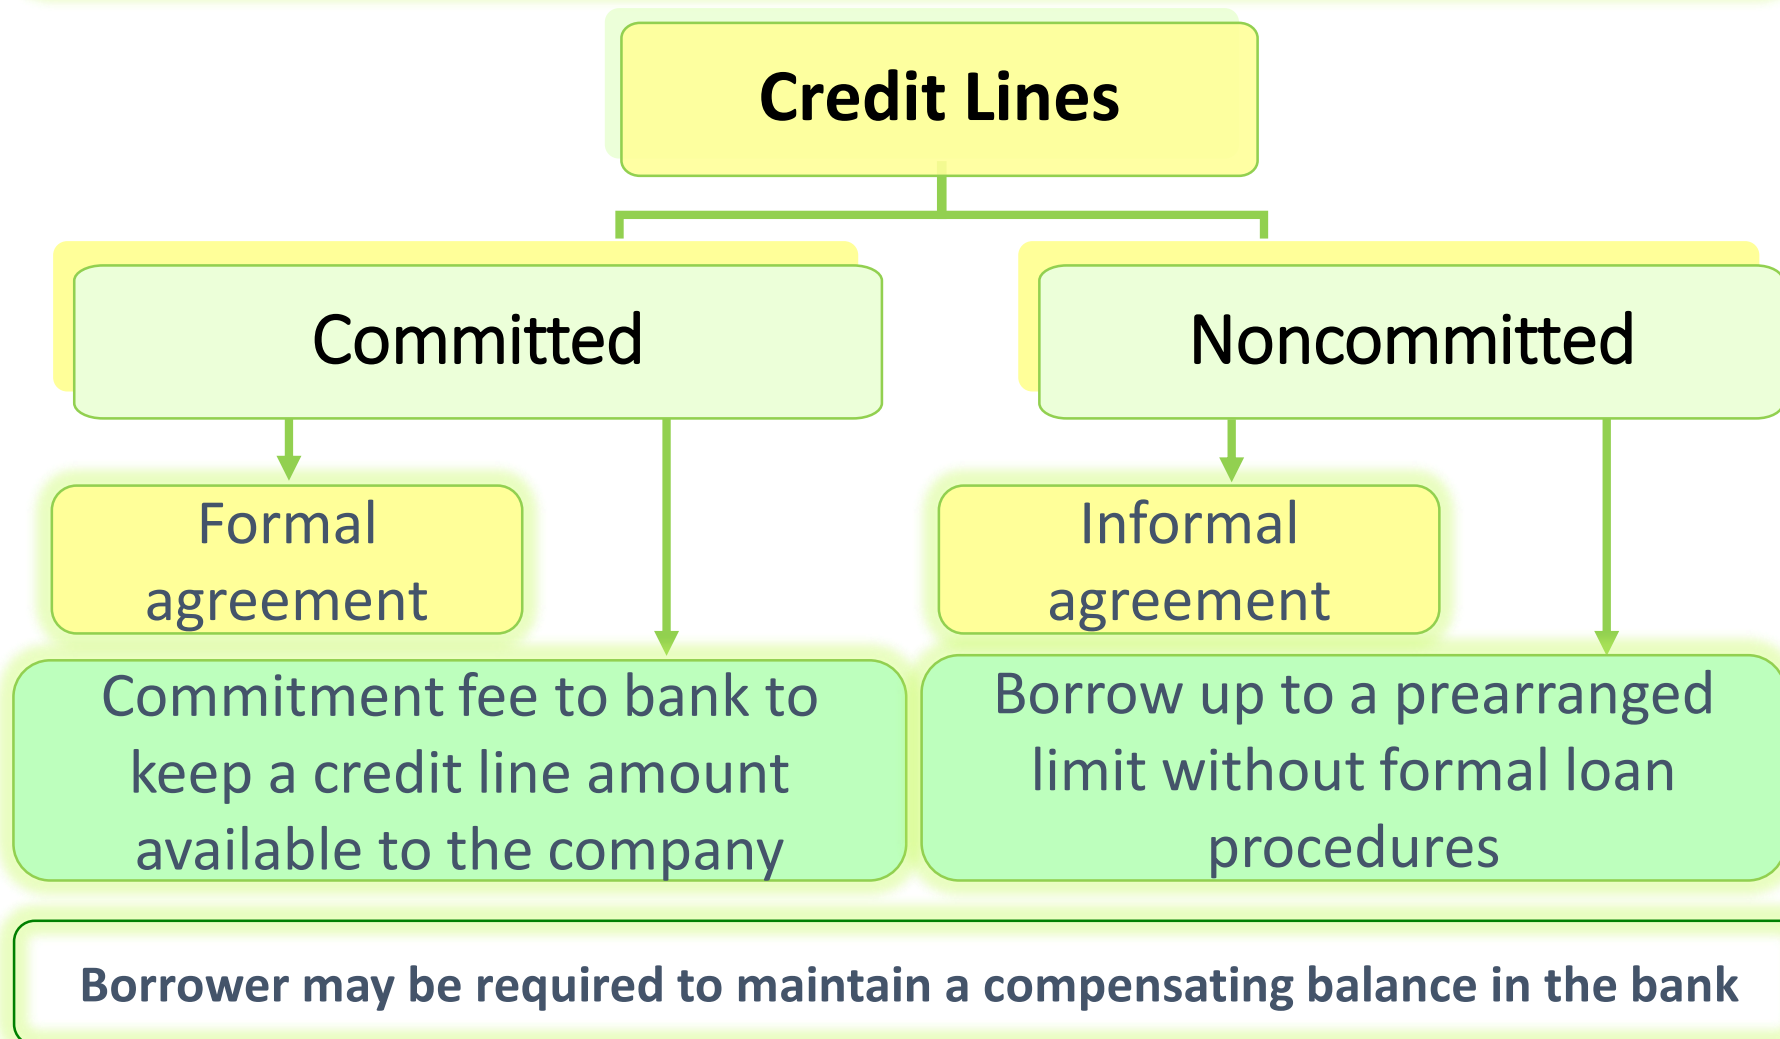 Credit Lines
Committed
Noncommitted
Formal
agreement
Informal
agreement
Commitment fee to bank to
keep a credit line amount
available to the company
Borrow up to a prearranged
limit without formal loan
procedures
Borrower may be required to maintain a compensating balance in the bank